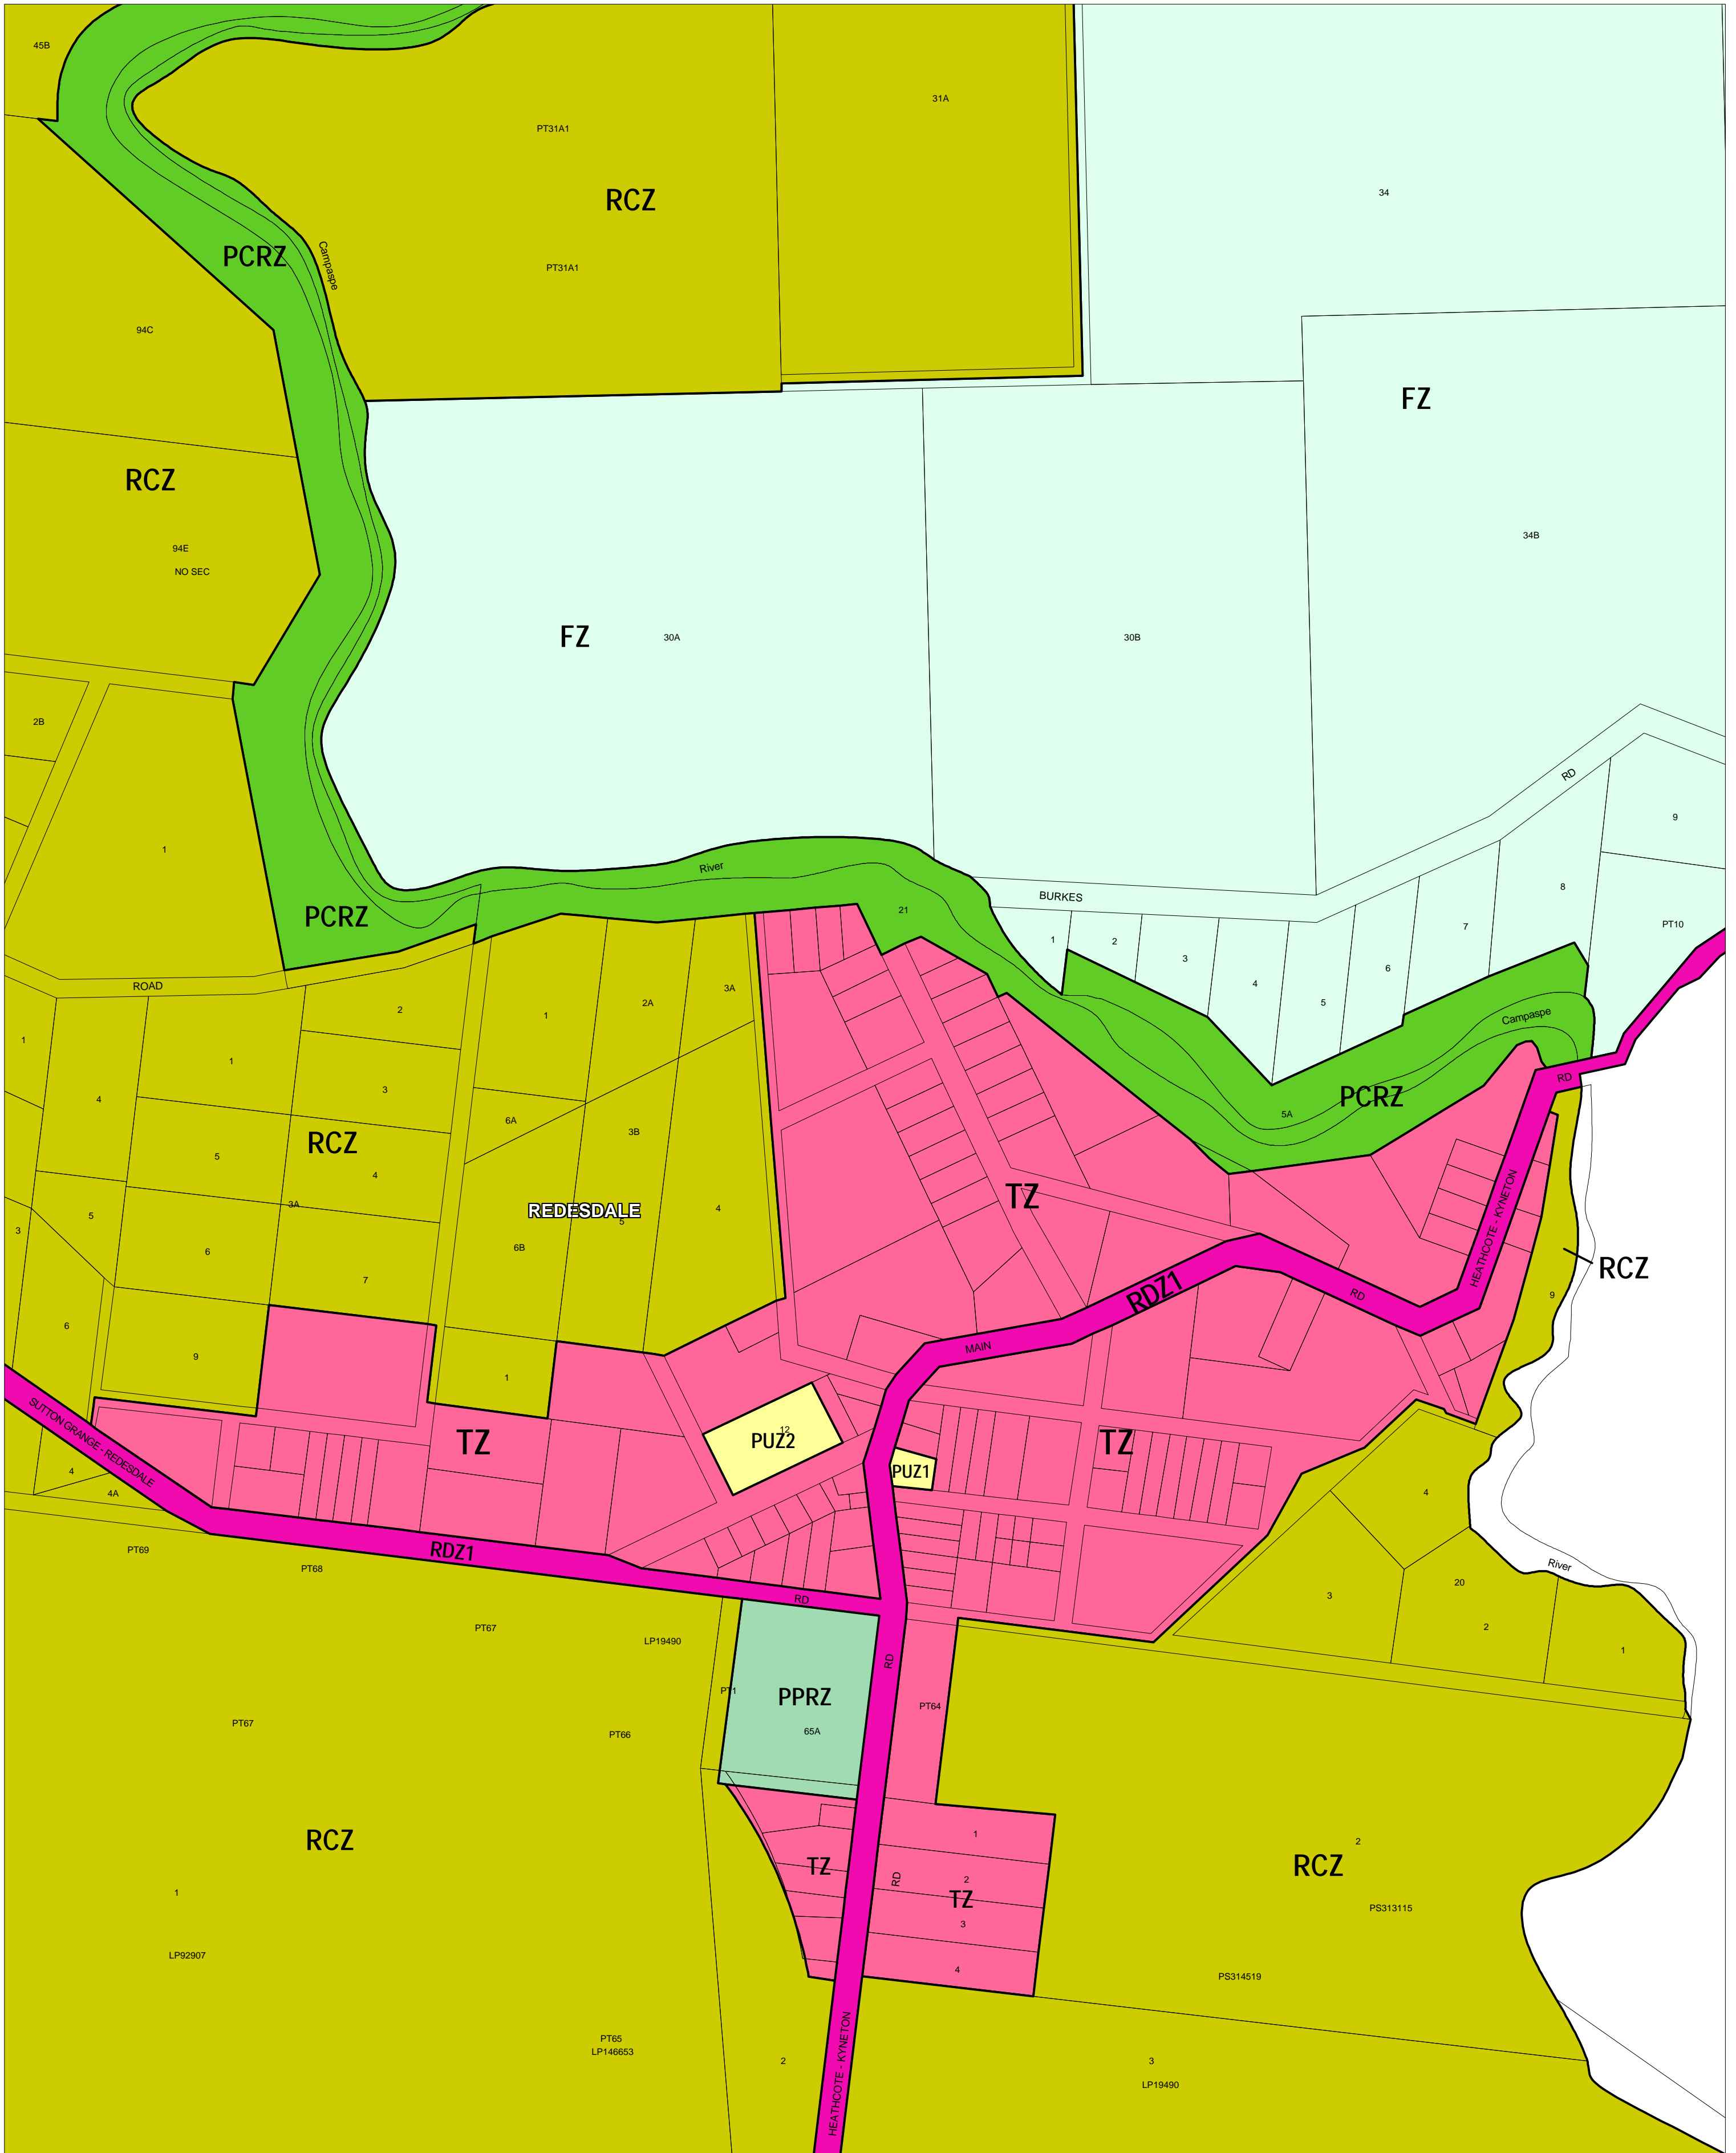 45B
31A
PT31A1
34
RCZ
PCRZ
Campaspe
PT31A1
94C
FZ
RCZ
34B
94E
NO SEC
FZ
30A
30B
2B
RD
9
1
River
8
BURKES
PCRZ
21
PT10
7
1
2
3
6
4
5
ROAD
2
1
2A
3A
Campaspe
1
1
4
3
6A
3B
PCRZ
5A
RD
RCZ
5
4
3A
REDESDALE
5
4
TZ
HEATHCOTE - KYNETON
5
3
6
6B
7
RCZ
9
RDZ1
RD
6
9
1
MAIN
SUTTON GRANGE - REDESDALE
TZ
12
PUZ2
TZ
PUZ1
4
4A
4
RDZ1
PT69
PT68
River
3
20
2
1
RD
PT67
LP19490
RD
PT1
PPRZ
PT64
65A
PT67
PT66
RCZ
1
TZ
2
RCZ
RD
2
TZ
3
PS313115
1
4
LP92907
PS314519
PT65
LP146653
2
3
LP19490
HEATHCOTE - KYNETON